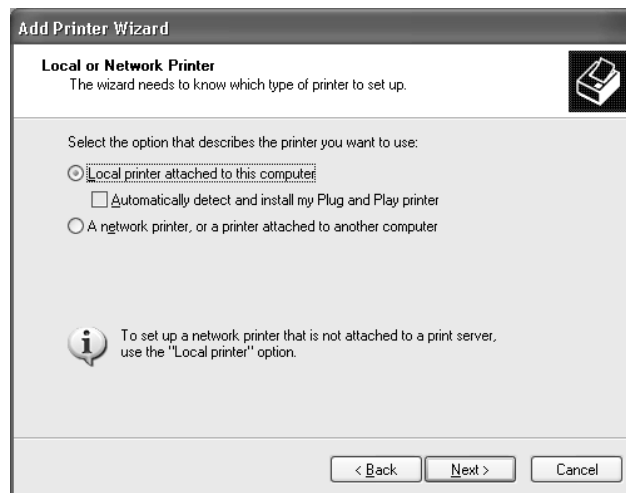 Add Printer Wizard
Local or Network Printer
The wizard needs to know which type of printer to set up.
Select the option that describes the printer you want to use:
Local printer attached to this computer
Automatically detect and install my Plug and Play printer
A network printer, or a printer attached to another computer
To set up a network printer that is not attached to a print server,
use the "Local printer" option.
< Back Next > Cancel